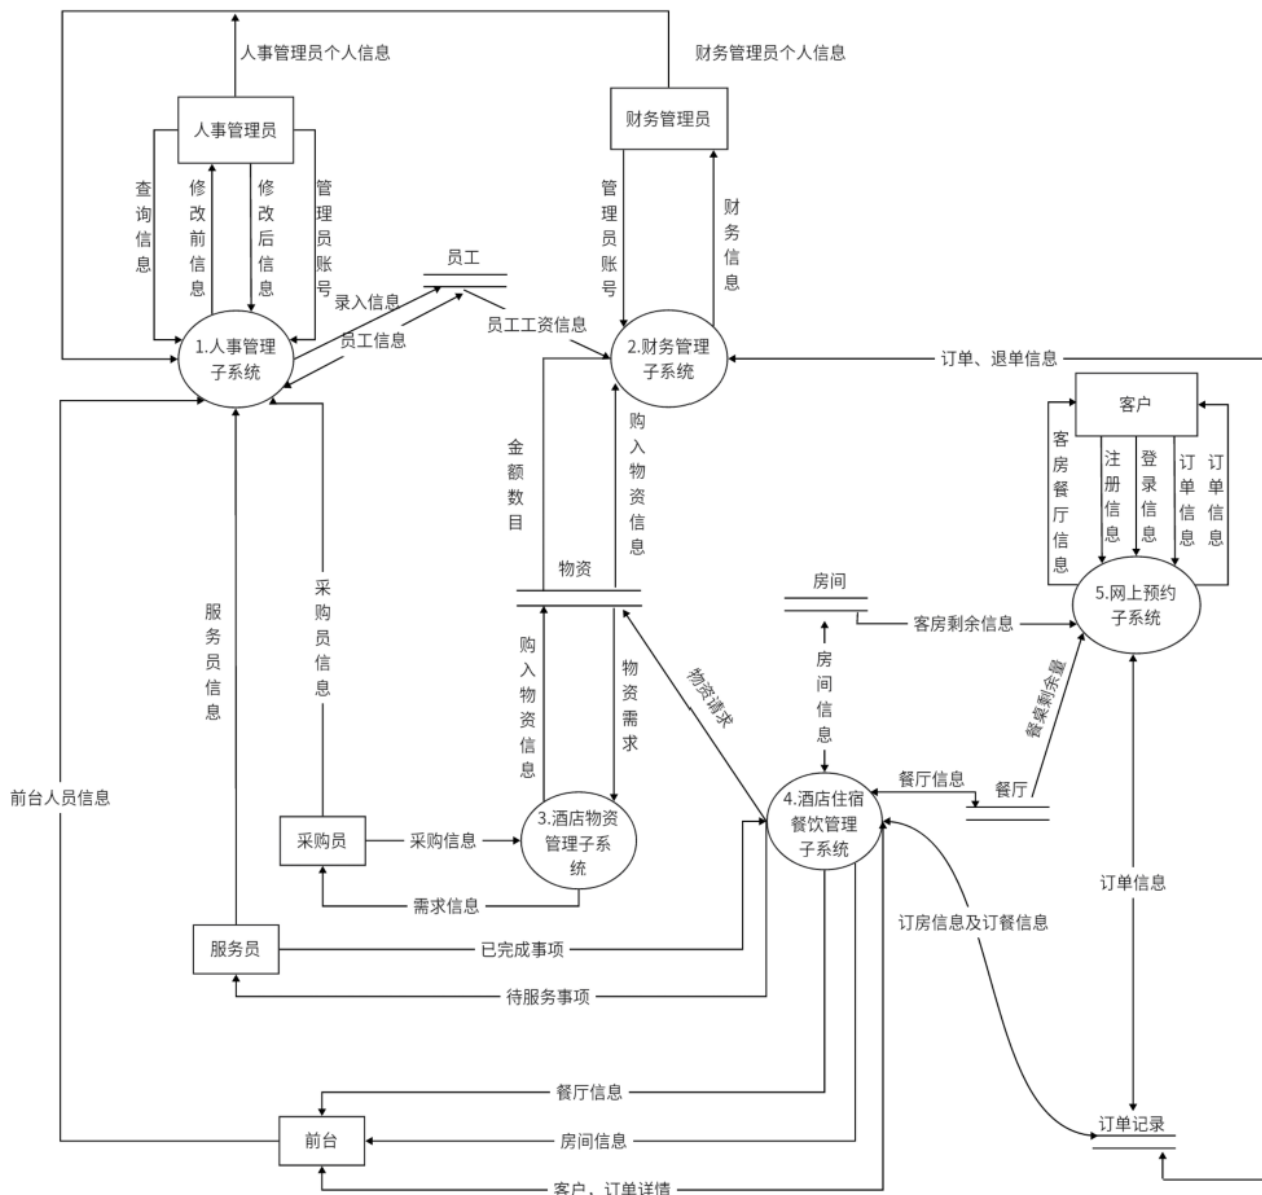 人事管理员个人信息
财务管理员个人信息
人事管理员
财务管理员
查询信息
修改前信息
修改后信息
管理员账号
管理员账号
财务信息
员工
录入信息
员工信息
员工工资信息
1.人事管理
子系统
2.财务管理
子系统
订单、退单信息
客户
客房餐厅信息
注册信息
登录信息
订单信息
订单信息
金额数目
购入物资信息
物资
房间
5.网上预约
子系统
客房剩余信息
服务员信息
采购员信息
购入物资信息
物资需求
物资请求
房间信息
餐桌剩余量
前台人员信息
餐厅信息
餐厅
采购员
采购信息
3.酒店物资
管理子系
统
4.酒店住宿
餐饮管理
子系统
订单信息
需求信息
订房信息及订餐信息
服务员
已完成事项
待服务事项
餐厅信息
订单记录
前台
房间信息
客户，订单详情